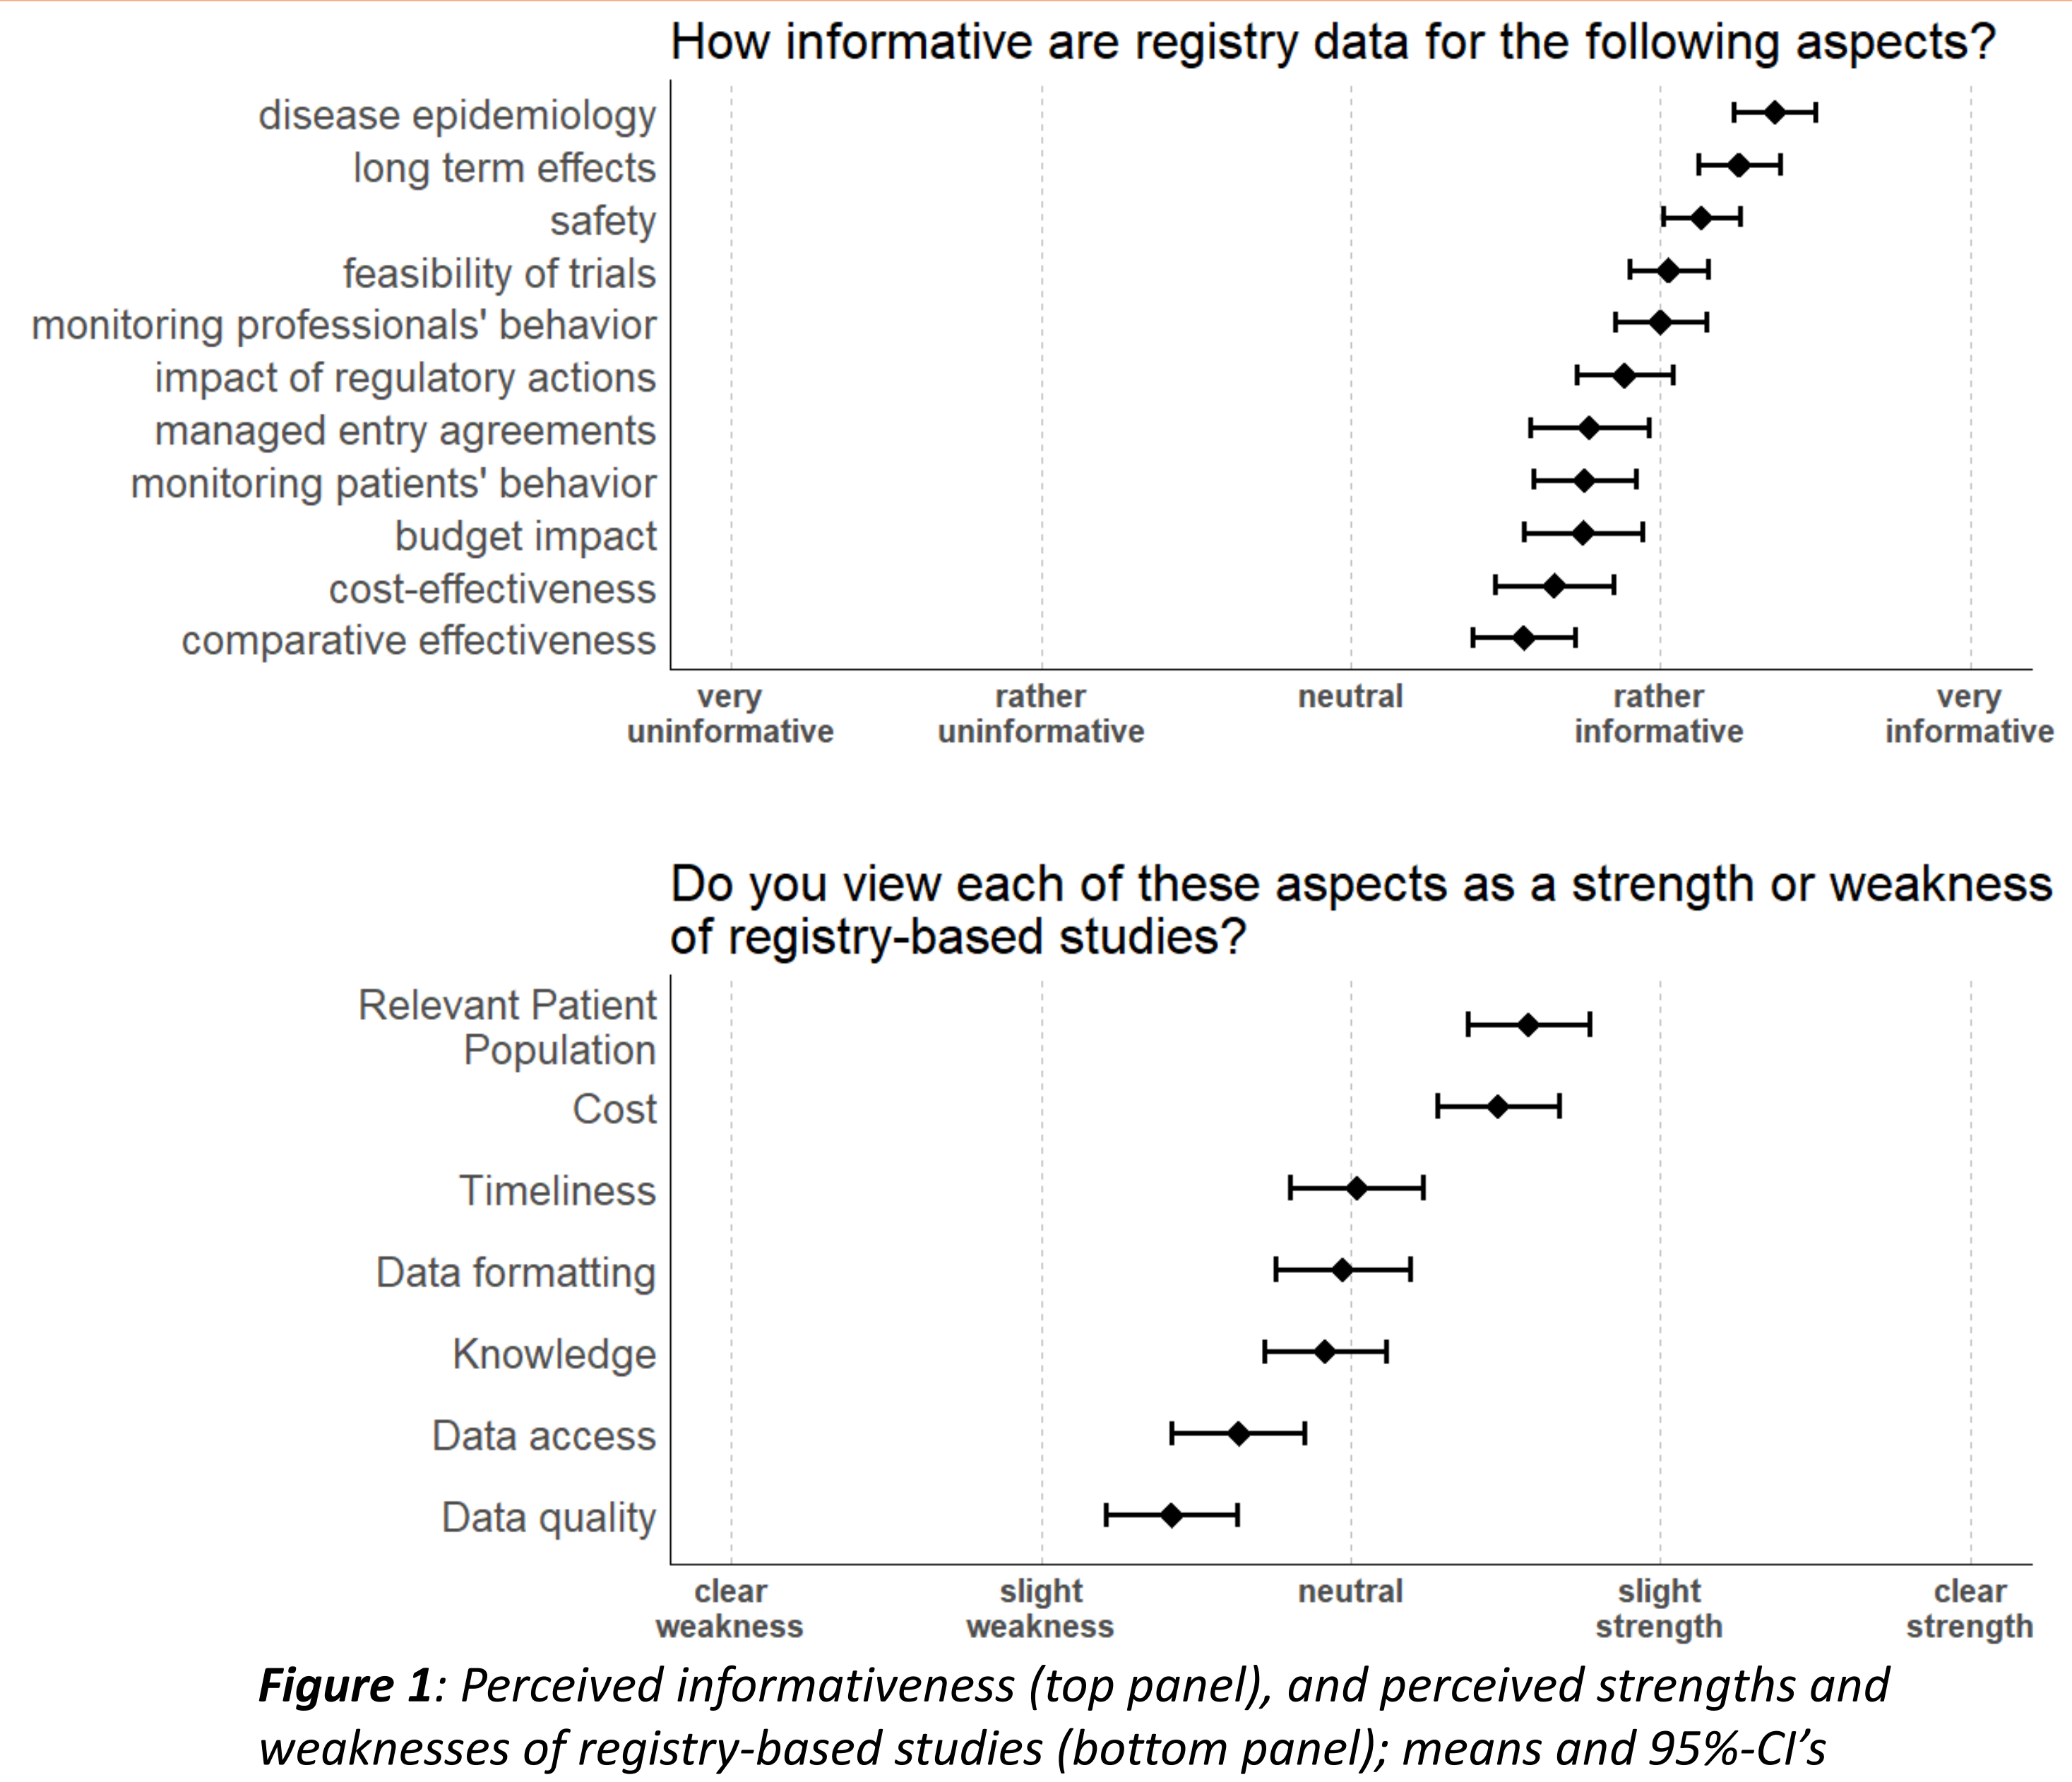 How informative are registry data for the following aspects?
disease epidemiology
long term effects
safety
feasibility of trials
monitoring professionals' behavior
impact of regulatory actions
managed entry agreements
monitoring patients' behavior
budget impact
cost-effectiveness
comparative effectiveness
very uninformative
rather uninformative
neutral
rather informative
very informative
Do you view each of these aspects as a strength or weakness
of registry-based studies?
Relevant Patient
Population
Cost
Timeliness
Data formatting
Knowledge
Data access
Data quality
clear weakness
slight weakness
neutral
slight strength
clear strength
Figure 1: Perceived informativeness (top panel), and perceived strengths and
weaknesses of registry-based studies (bottom panel); means and 95%-CI’s